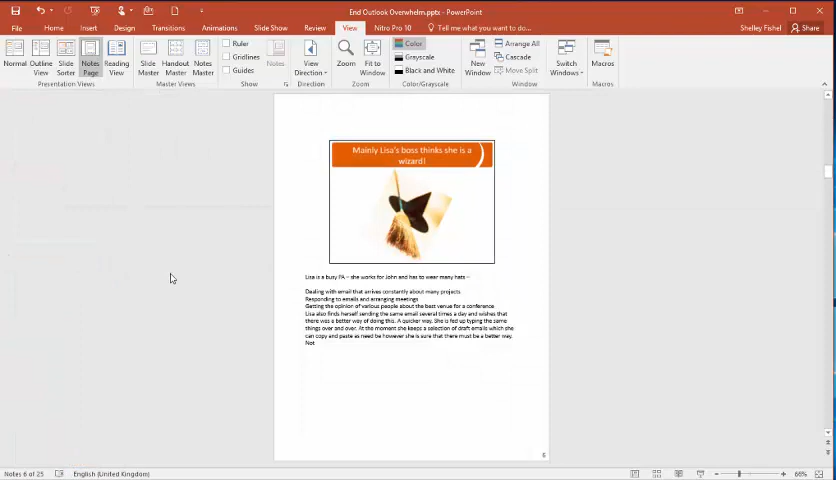 End Outlook Overwhelm.pptx - PowerPoint
File Home Insert Design Transitions Animations Slide Show Review View Nitro Pro 10 Tell me what you want to do... Shelley Fishel Share
Normal Outline View Slide Sorter Notes Page Reading View
Presentation Views
Slide Master Handout Master Notes Master
Master Views
Ruler
Gridlines
Guides
Notes
Show
View Direction
Direction
Zoom Fit to Window
Zoom
Color
Grayscale
Black and White
Color/Grayscale
New Window
Arrange All
Cascade
Move Split
Switch Windows
Window
Macros
Macros
Mainly Lisa's boss thinks she is a
wizard!
Lisa is a busy PA – she works for John and has to wear many hats –
Dealing with email that arrives constantly about many projects
Responding to emails and arranging meetings
Getting the opinion of various people about the best venue for a conference
Lisa also finds herself sending the same email several times a day and wishes that
there was a better way of doing this. A quicker way. She is fed up typing the same
things over and over. At the moment she keeps a selection of draft emails which she
can copy and paste as need be however she is sure that there must be a better way.
Not
6
Notes 6 of 25 English (United Kingdom) 66%